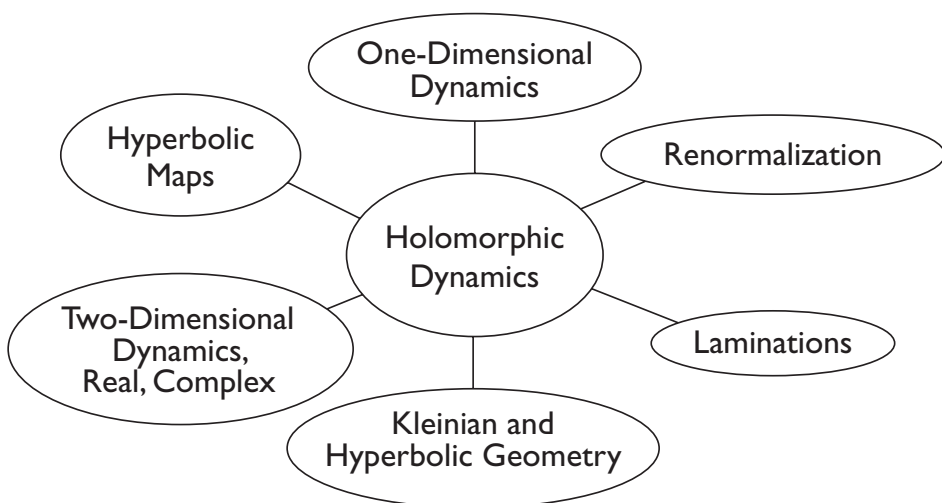 One-Dimensional
Dynamics
Hyperbolic
Maps
Renormalization
Holomorphic
Dynamics
Two-Dimensional
Dynamics,
Real, Complex
Laminations
Kleinian and
Hyperbolic Geometry